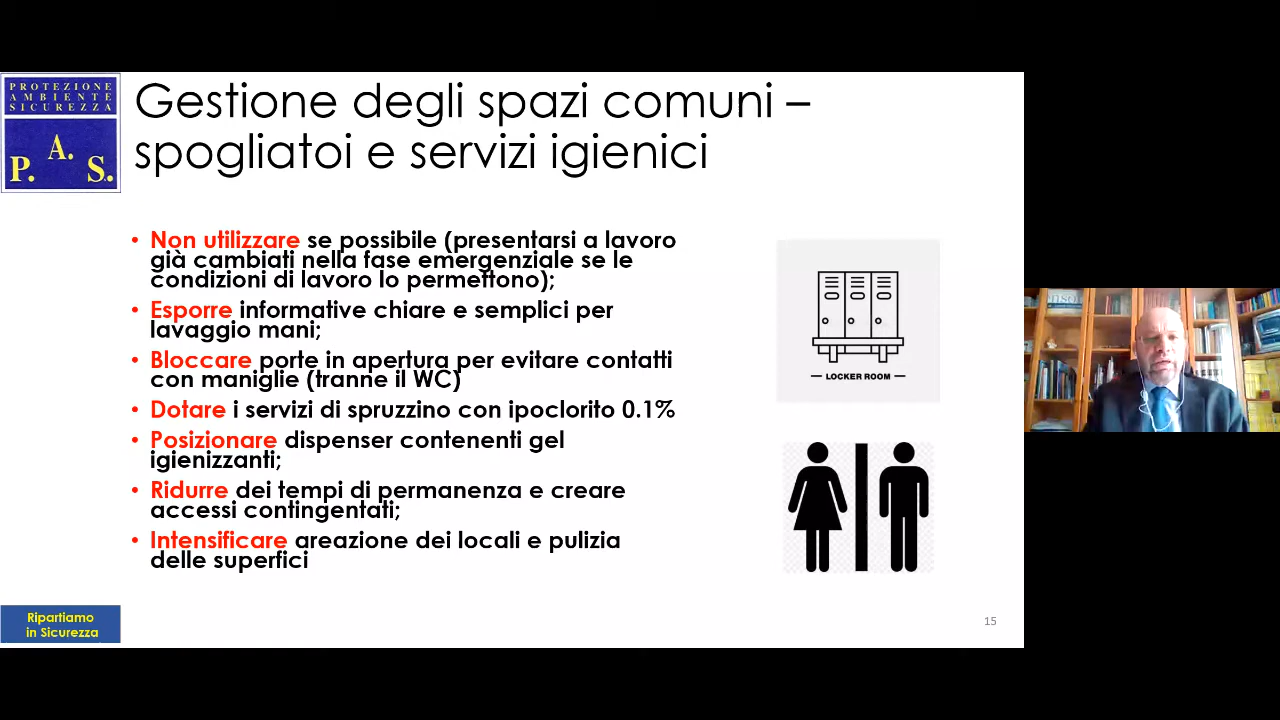 PROTEZIONE
AMBIENTE
SICUREZZA
P. A. S.
Gestione degli spazi comuni –
spogliatoi e servizi igienici
• Non utilizzare se possibile (presentarsi a lavoro
già cambiati nella fase emergenziale se le
condizioni di lavoro lo permettono);
• Esporre informative chiare e semplici per
lavaggio mani;
• Bloccare porte in apertura per evitare contatti
con maniglie (tranne il WC)
• Dotare i servizi di spruzzino con ipoclorito 0.1%
• Posizionare dispenser contenenti gel
igienizzanti;
• Ridurre dei tempi di permanenza e creare
accessi contingentati;
• Intensificare areazione dei locali e pulizia
delle superfici
LOCKER ROOM
Ripartiamo
in Sicurezza
15